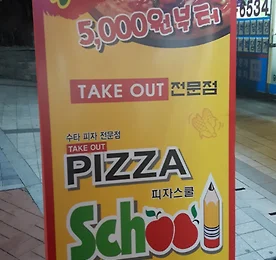 5,000원부터
6534
TAKE OUT 전문점
수타 피자 전문점
TAKE OUT
PIZZA
피자스쿨
School